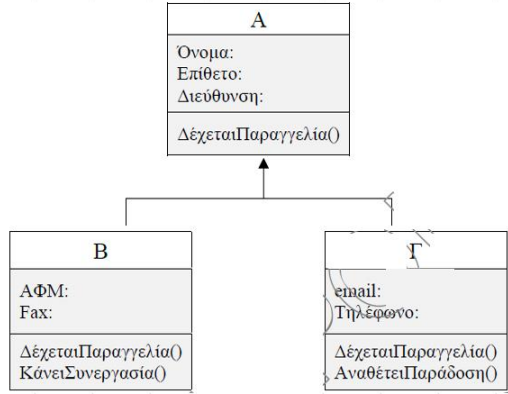 Α
Όνομα:
Επίθετο:
Διεύθυνση:
ΔέχεταιΠαραγγελία()
Β
ΑΦΜ:
Fax:
ΔέχεταιΠαραγγελία()
ΚάνειΣυνεργασία()
Γ
email:
Τηλέφωνο:
ΔέχεταιΠαραγγελία()
ΑναθέτειΠαράδοση()